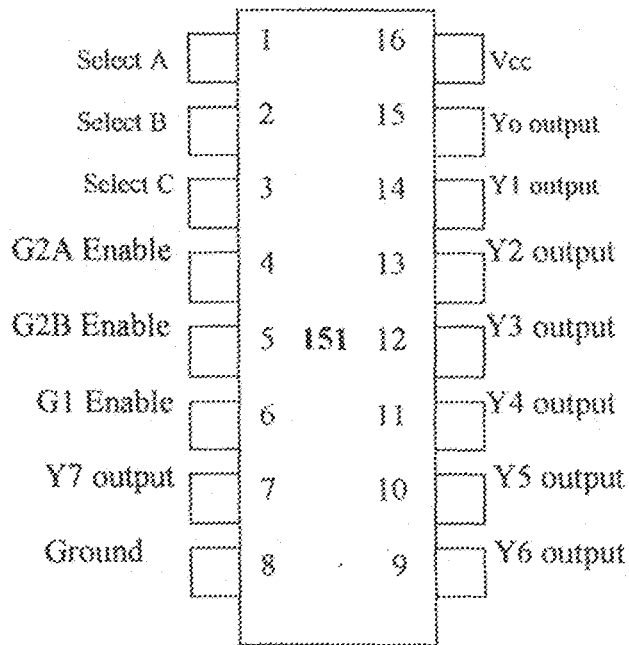 1 16
Select A Vcc
Select B 2 15 Yo output
Select C 3 14 Y1 output
G2A Enable 4 13 Y2 output
G2B Enable 5 151 12 Y3 output
G1 Enable 6 11 Y4 output
Y7 output 7 10 Y5 output
Ground 8 9 Y6 output